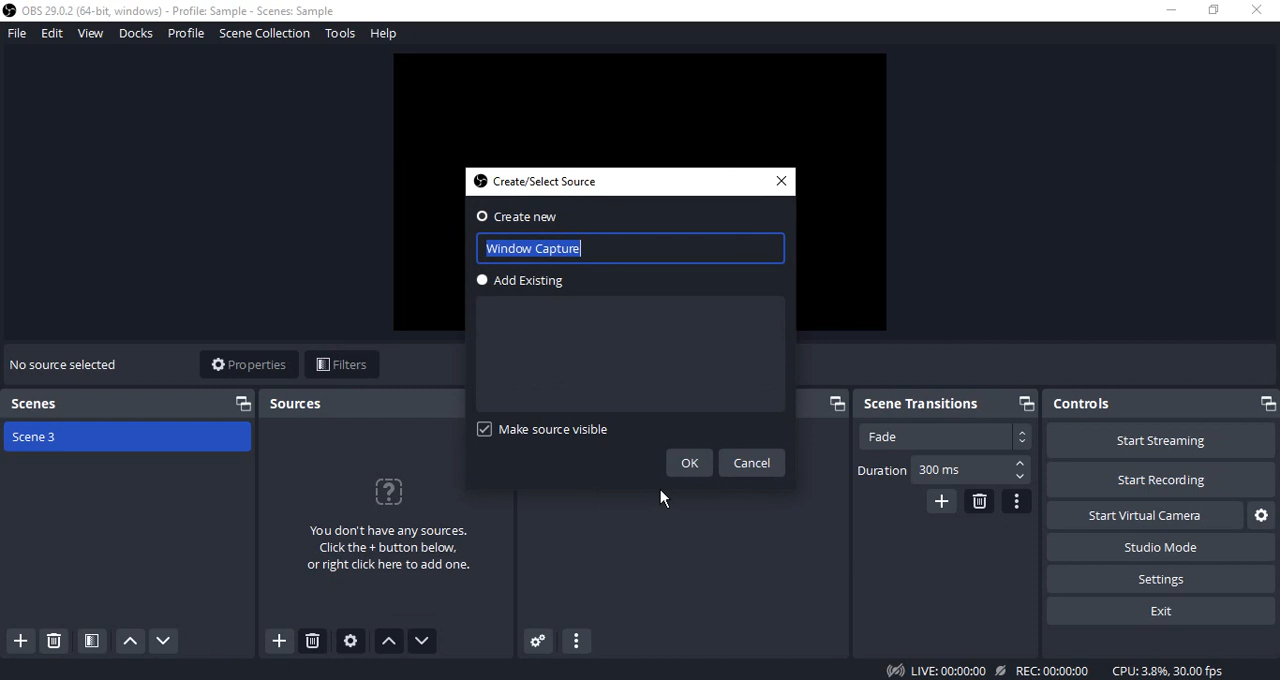 OBS 29.0.2 (64-bit, windows) - Profile: Sample - Scenes: Sample
File Edit View Docks Profile Scene Collection Tools Help
Create/Select Source
Create new
Window Capture
Add Existing
Make source visible
OK Cancel
No source selected Properties Filters
Scenes
Scene 3
Sources
You don't have any sources.
Click the + button below,
or right click here to add one.
Scene Transitions
Fade
Duration 300 ms
Controls
Start Streaming
Start Recording
Start Virtual Camera
Studio Mode
Settings
Exit
LIVE: 00:00:00 REC: 00:00:00 CPU: 3.8%, 30.00 fps